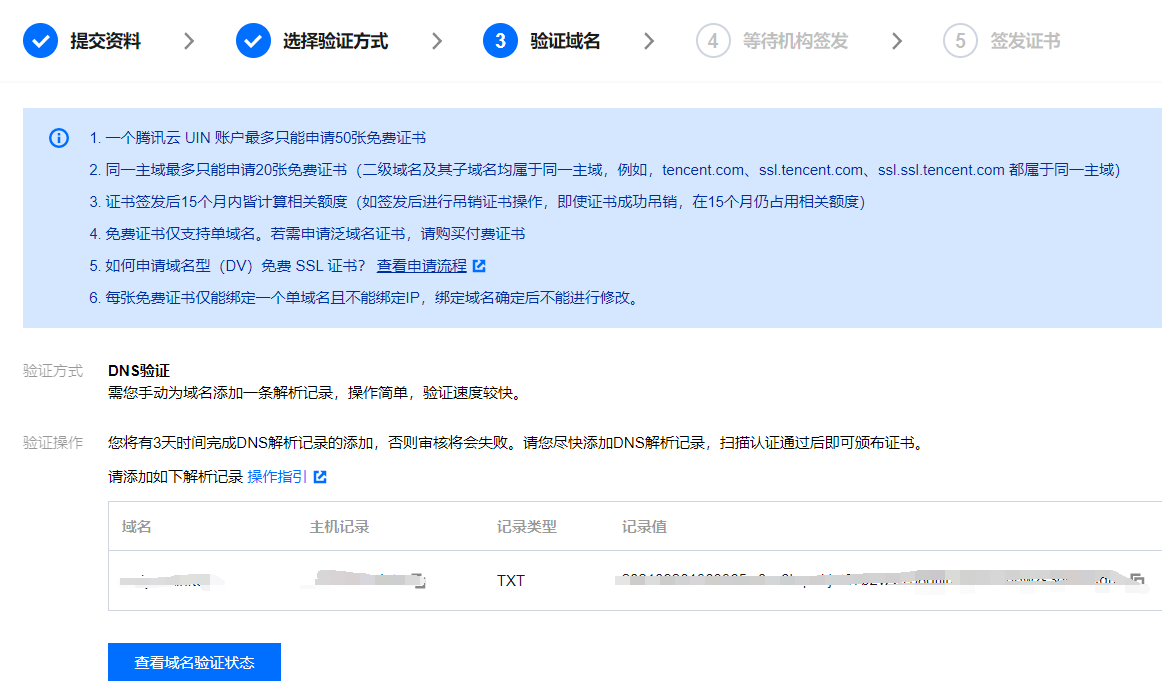 提交资料 选择验证方式 3 验证域名 4 等待机构签发 5 签发证书
1. 一个腾讯云 UIN 账户最多只能申请50张免费证书
2. 同一主域最多只能申请20张免费证书（二级域名及其子域名均属于同一主域，例如，tencent.com、ssl.tencent.com、ssl.ssl.tencent.com 都属于同一主域）
3. 证书签发后15个月内皆计算相关额度（如签发后进行吊销证书操作，即使证书成功吊销，在15个月仍占用相关额度）
4. 免费证书仅支持单域名。若需申请泛域名证书，请购买付费证书
5. 如何申请域名型（DV）免费 SSL 证书？ 查看申请流程
6. 每张免费证书仅能绑定一个单域名且不能绑定IP，绑定域名确定后不能进行修改。
验证方式 DNS验证
需您手动为域名添加一条解析记录，操作简单，验证速度较快。
验证操作 您将有3天时间完成DNS解析记录的添加，否则审核将会失败。请您尽快添加DNS解析记录，扫描认证通过后即可颁布证书。
请添加如下解析记录 操作指引
域名 主机记录 记录类型 记录值
TXT
查看域名验证状态